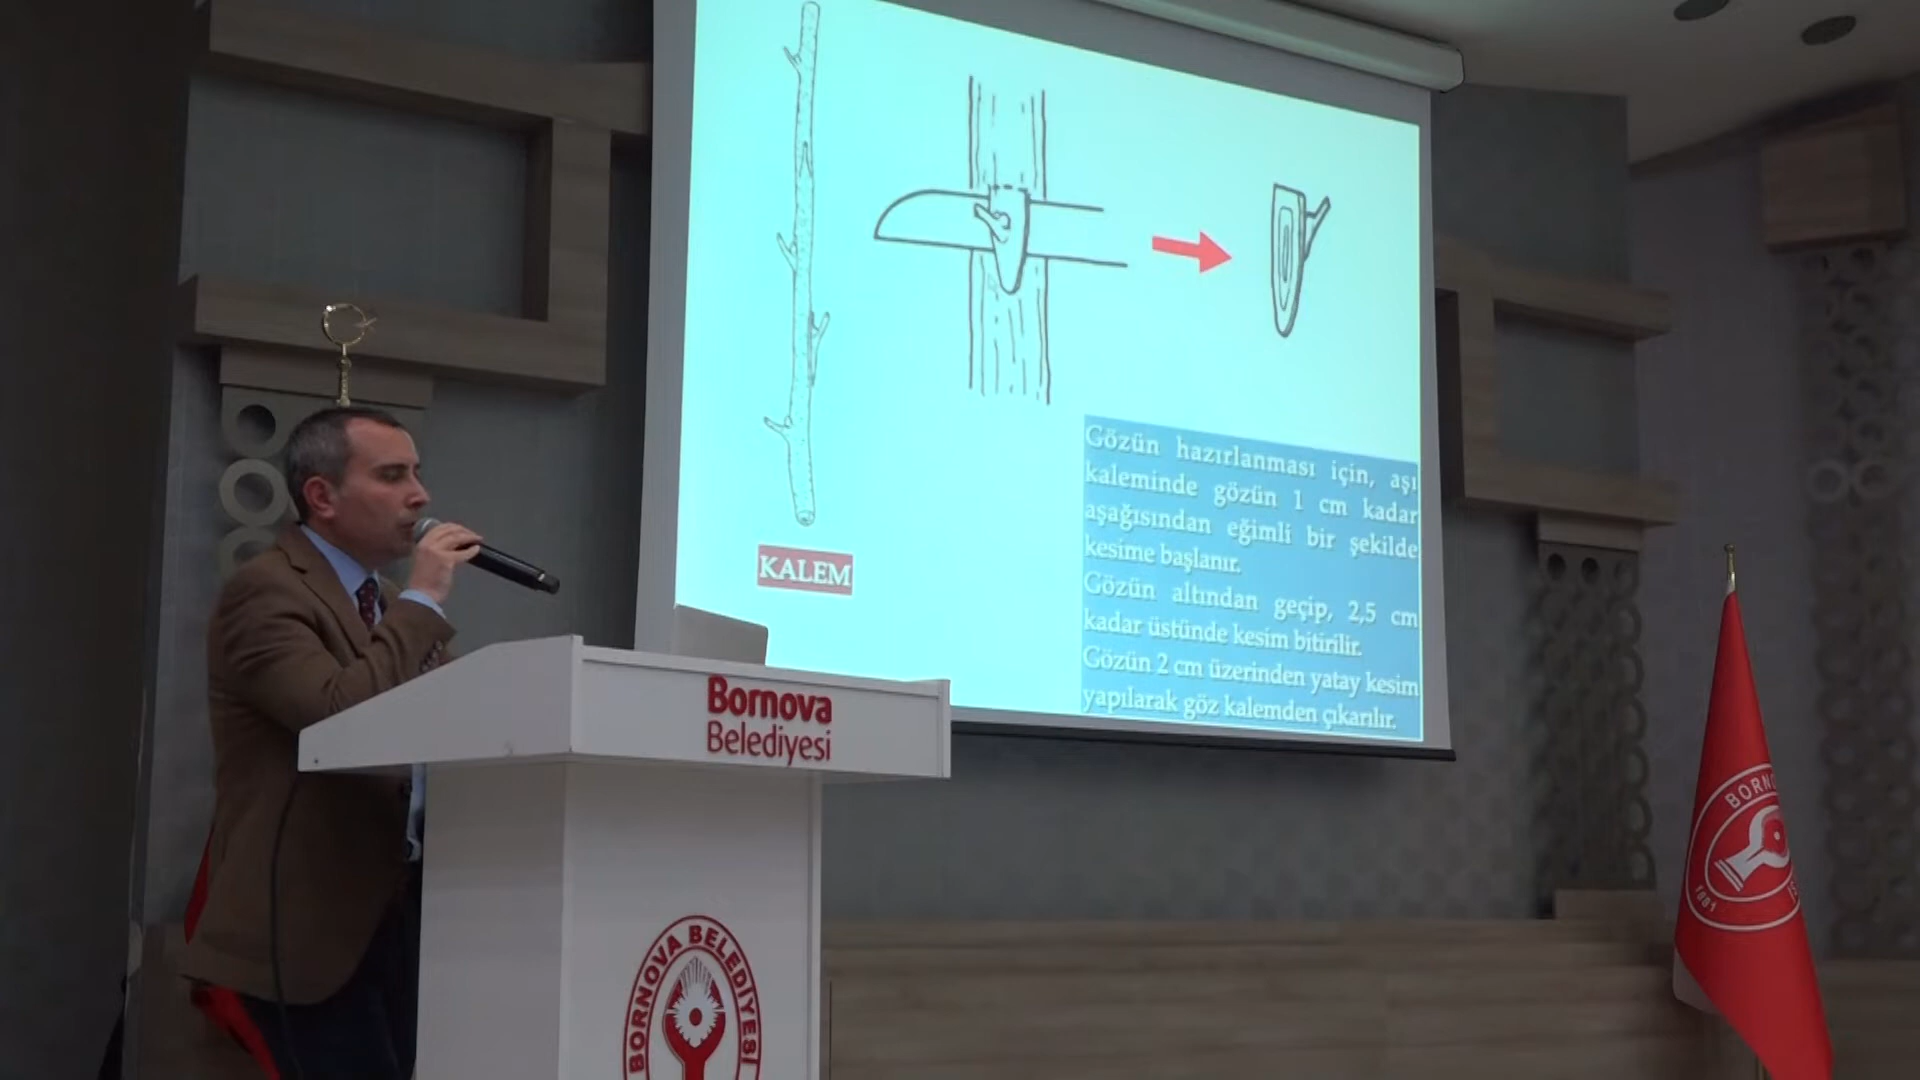 KALEM
Gözün hazırlanması için, aşı
kaleminde gözün 1 cm kadar
aşağısından eğimli bir şekilde
kesime başlanır.
Gözün altından geçip, 2,5 cm
kadar üstünde kesim bitirilir.
Gözün 2 cm üzerinden yatay kesim
yapılarak göz kalemden çıkarılır.
Bornova
Belediyesi
BORNOVA BELEDİYESİ
1881